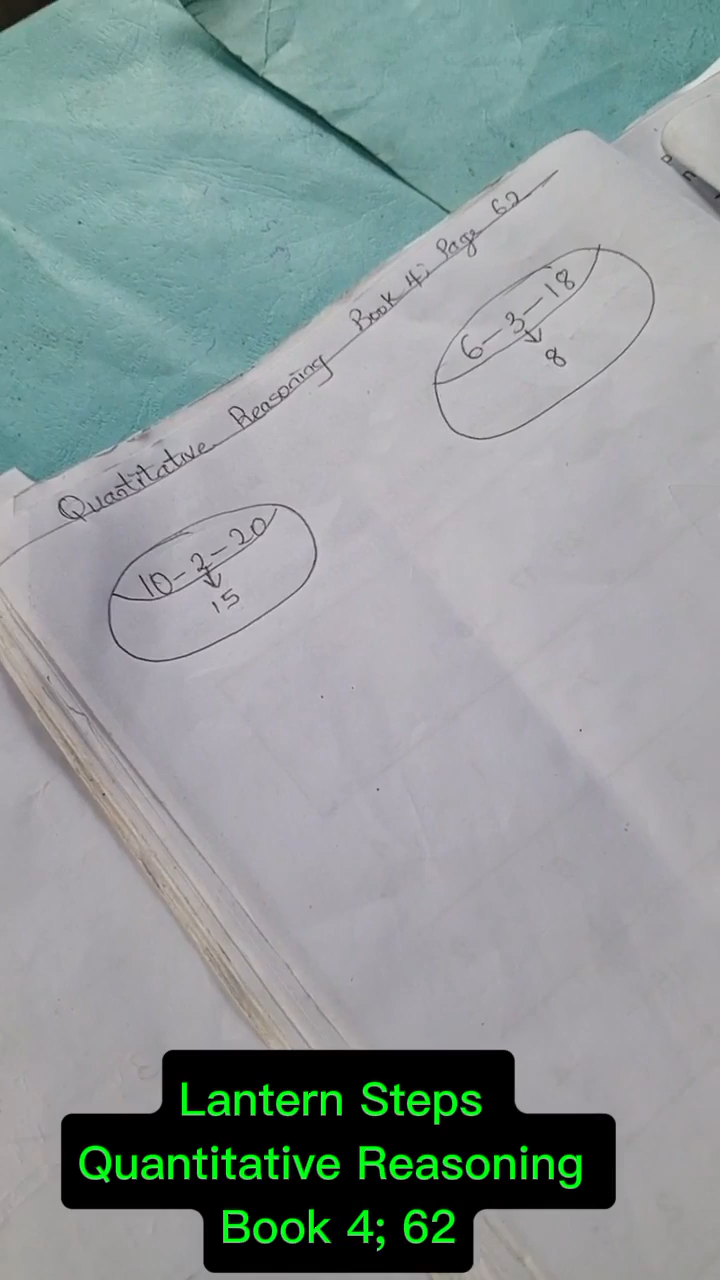 Quantitative Reasoning Book 4; Page 62
6-3-18
8
10-2-20
15
Lantern Steps
Quantitative Reasoning
Book 4; 62